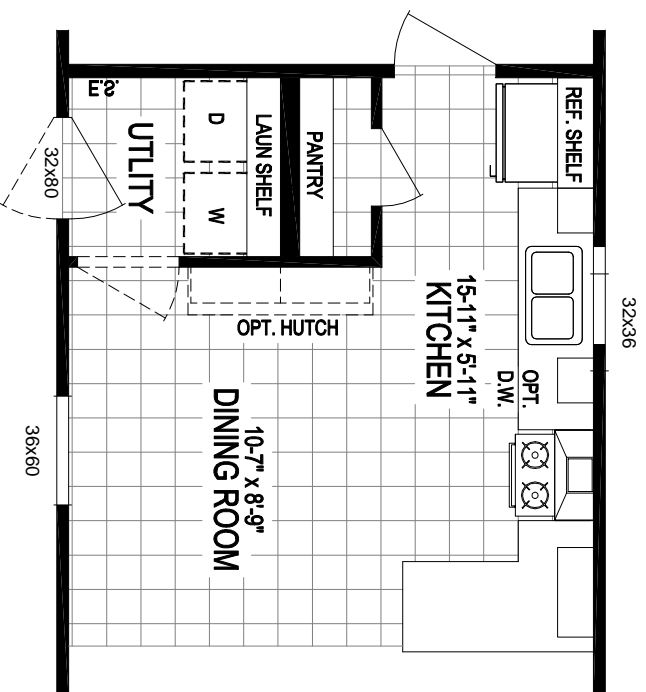 E.S.
UTLITY
D
W
LAUN SHELF
PANTRY
REF. SHELF
32x80
32x36
15-11" x 5'-11"
KITCHEN
OPT. HUTCH
OPT.
D.W.
10-7" x 8'-9"
DINING ROOM
36x60